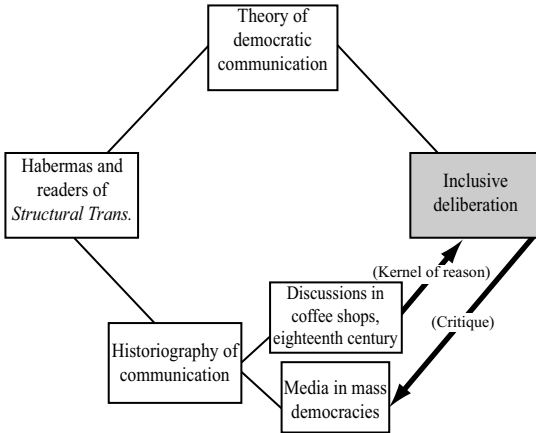 Theory of
democratic
communication
Habermas and
readers of
Structural Trans.
Inclusive
deliberation
(Kernel of reason)
Discussions in
coffee shops,
eighteenth century
(Critique)
Historiography of
communication
Media in mass
democracies